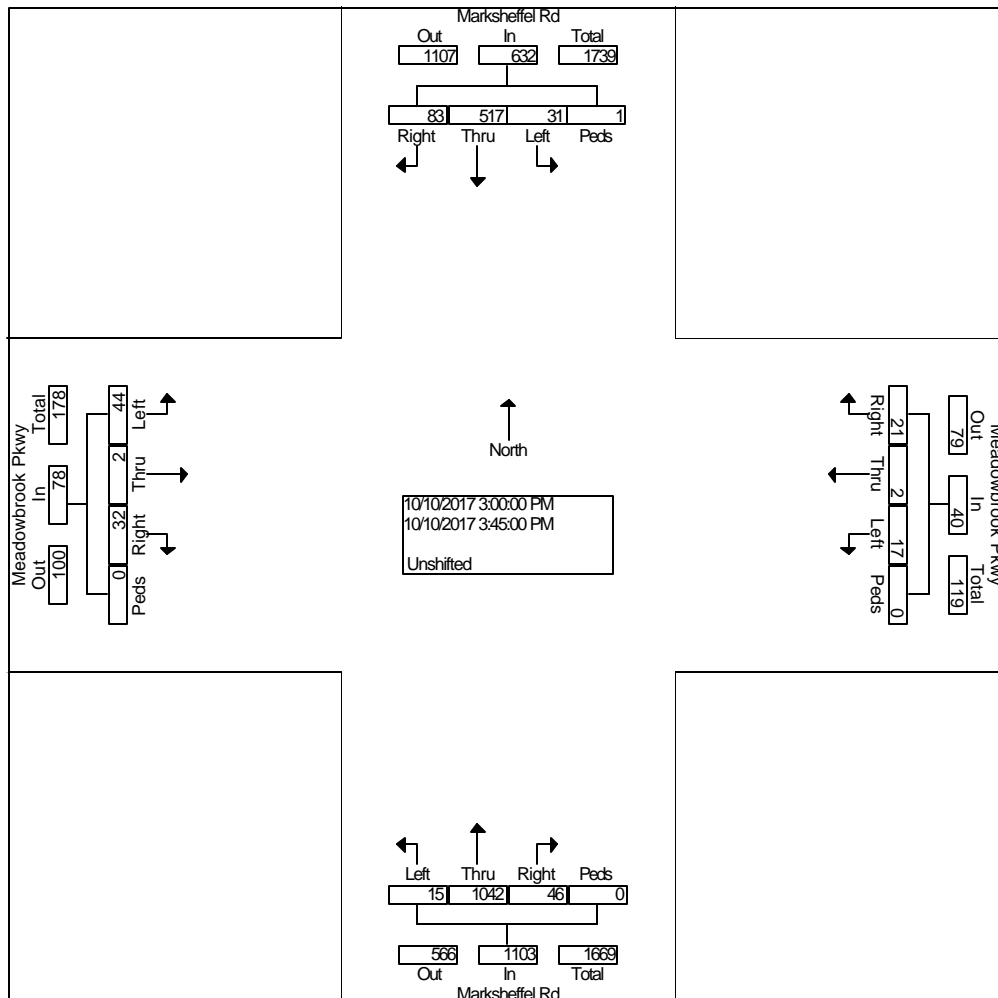 Marksheffel Rd
Out In Total
1107 632 1739
83 517 31 1
Right Thru Left Peds
Meadowbrook Pkwy
Total In Out
178 78 100
44 2 32 0
Left Thru Right Peds
North
10/10/2017 3:00:00 PM
10/10/2017 3:45:00 PM
Unshifted
Right Thru Left Peds
21 2 17 0
Out In Total
79 40 119
Meadowbrook Pkwy
Left Thru Right Peds
15 1042 46 0
566 1103 1669
Out In Total
Marksheffel Rd